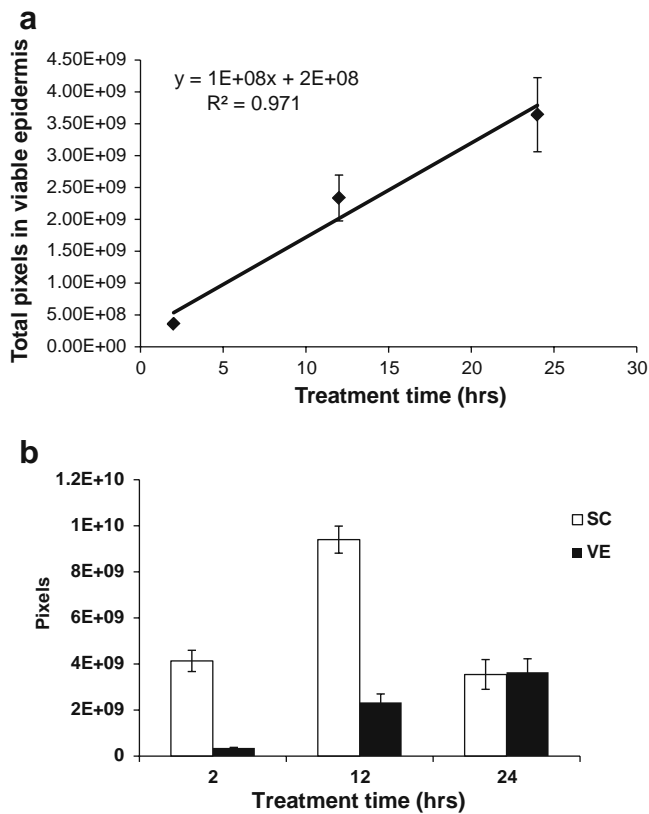 a
Total pixels in viable epidermis
4.50E+09
4.00E+09
3.50E+09
3.00E+09
2.50E+09
2.00E+09
1.50E+09
1.00E+09
5.00E+08
0.00E+00
y = 1E+08x + 2E+08
R² = 0.971
0 5 10 15 20 25 30
Treatment time (hrs)
b
Pixels
1.2E+10
1E+10
8E+09
6E+09
4E+09
2E+09
0
SC
VE
2 12 24
Treatment time (hrs)